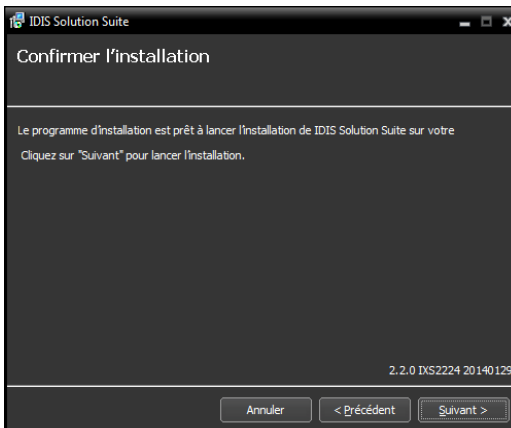 IDIS Solution Suite
Confirmer l'installation
Le programme d'installation est prêt à lancer l'installation de IDIS Solution Suite sur votre
Cliquez sur "Suivant" pour lancer l'installation.
2.2.0 IXS2224 20140129
Annuler
< Précédent
Suivant >